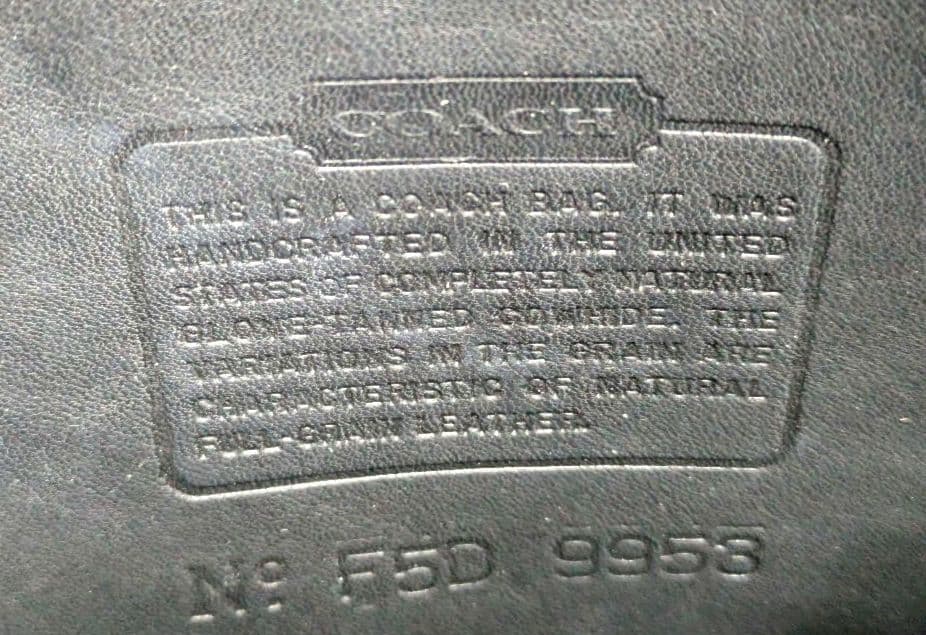 COACH
THIS IS A COACH BAG. IT WAS
HANDCRAFTED IN THE UNITED
STATES OF COMPLETELY NATURAL
GLOVE-TANNED COWHIDE. THE
VARIATIONS IN THE GRAIN ARE
CHARACTERISTIC OF NATURAL
FULL-GRAIN LEATHER.
Nº F5D 9953